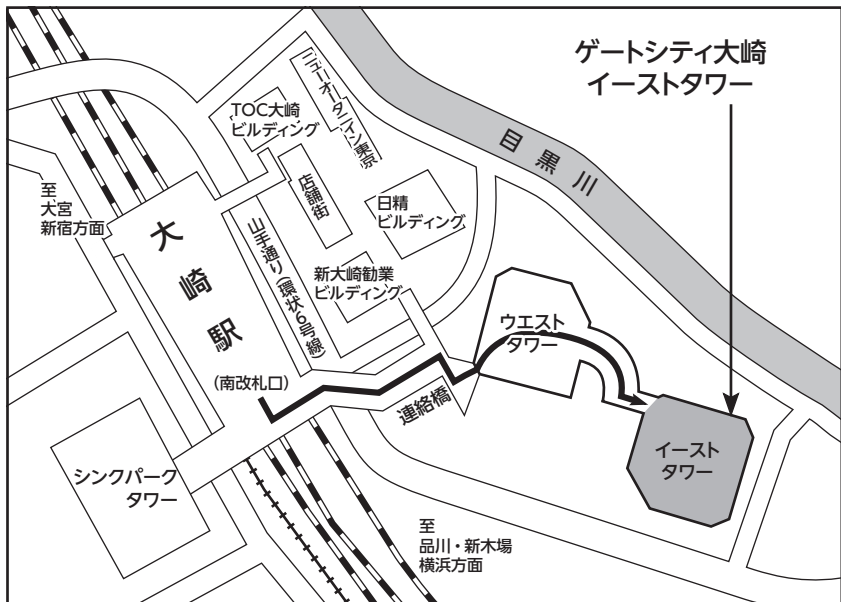 ゲートシティ大崎
イーストタワー
ニューオータニイン東京
TOC大崎
ビルディング
目黒川
店舗街
日精
ビルディング
至
大宮
新宿方面
大崎駅
山手通り(環状6号線)
新大崎勧業
ビルディング
ウエスト
タワー
(南改札口)
連絡橋
シンクパーク
タワー
イースト
タワー
至
品川・新木場
横浜方面